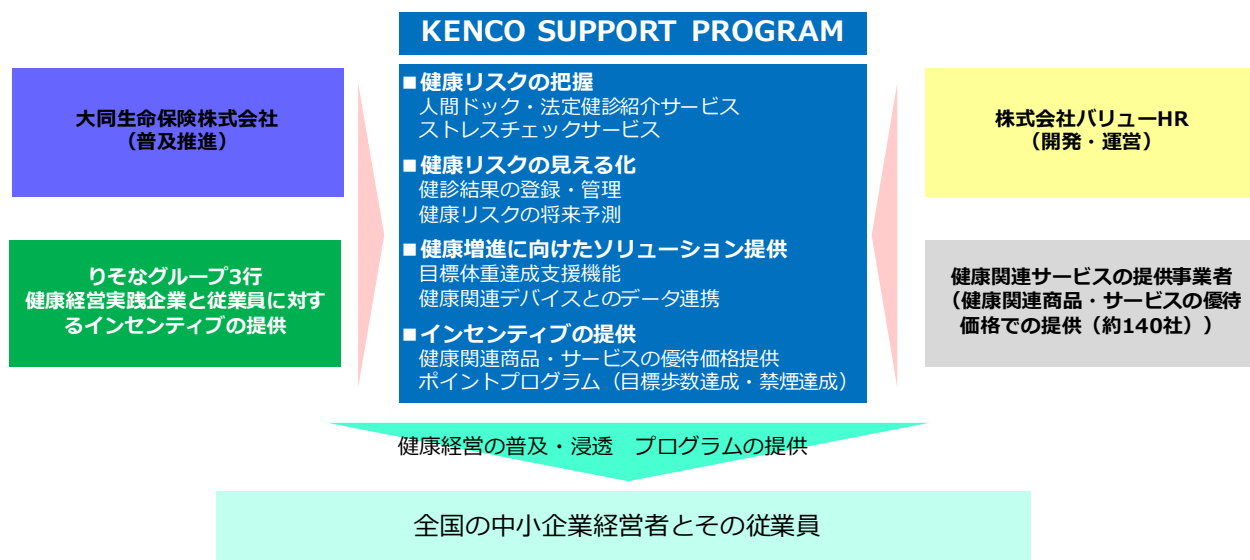 KENCO SUPPORT PROGRAM
大同生命保険株式会社
（普及推進）
りそなグループ3行
健康経営実践企業と従業員に対す
るインセンティブの提供
■健康リスクの把握
人間ドック・法定健診紹介サービス
ストレスチェックサービス
■健康リスクの見える化
健診結果の登録・管理
健康リスクの将来予測
■健康増進に向けたソリューション提供
目標体重達成支援機能
健康関連デバイスとのデータ連携
■インセンティブの提供
健康関連商品・サービスの優待価格提供
ポイントプログラム（目標歩数達成・禁煙達成）
株式会社バリューHR
（開発・運営）
健康関連サービスの提供事業者
（健康関連商品・サービスの優待
価格での提供（約140社））
健康経営の普及・浸透　プログラムの提供
全国の中小企業経営者とその従業員